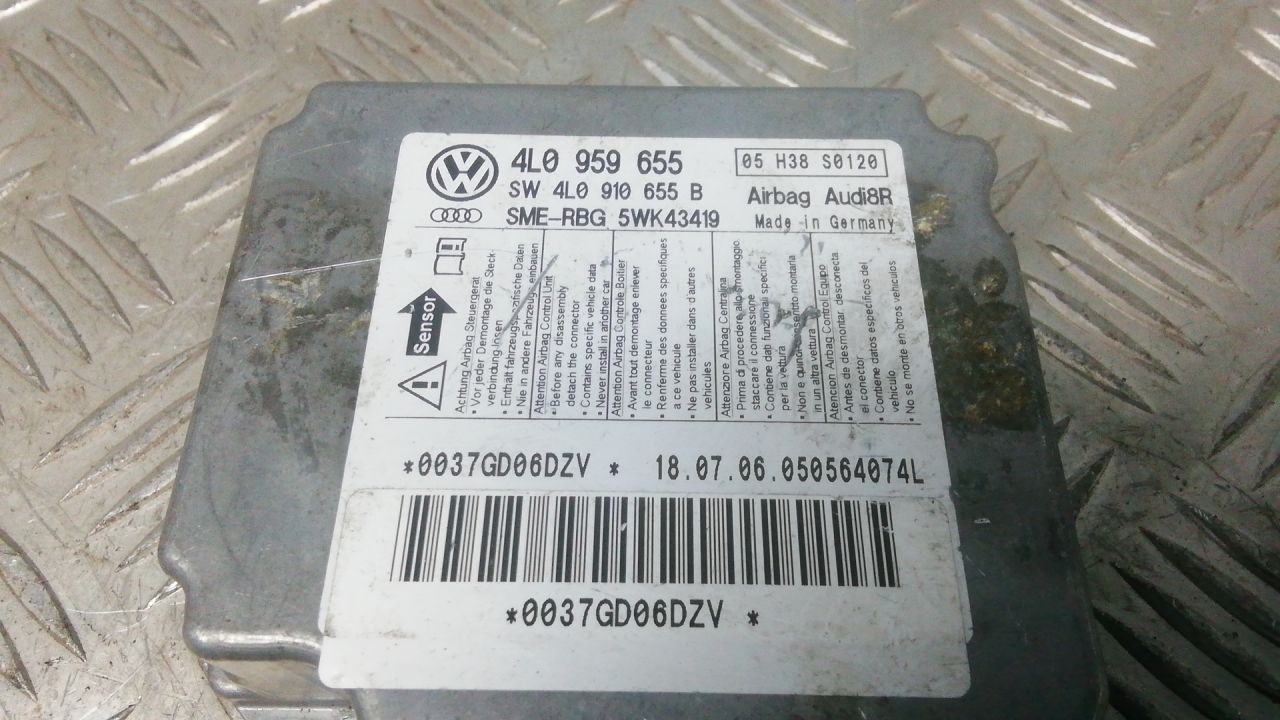 4L0 959 655
05 H38 S0120
SW 4L0 910 655 B
Airbag Audi8R
SME-RBG 5WK43419
Made in Germany
Sensor
Achtung Airbag Steuergerät
• Vor jeder Demontage die Steck
verbindung lösen
• Enthält fahrzeugspezifische Daten
• Nie in andere Fahrzeuge einbauen
Attention Airbag Control Unit
• Before any disassembly
detach the connector
• Contains specific vehicle data
• Never install in another car
Attention Airbag Controle Boitier
• Avant tout demontage enlever
le connecteur
• Renferme des donnees specifiques
a ce vehicule
• Ne pas installer dans d'autres
vehicules
Attenzione Airbag Centralina
• Prima di procedere allo smontaggio
staccare il connessione
• Contiene dati funzionali specifici
per la vettura
• Non e quindi consentito montarla
in un altra vettura
Atencion Airbag Control Equipo
• Antes de desmontar desconecta
el conector
• Contiene datos especificos del
vehiculo
• No se monte en otros vehiculos
*0037GD06DZV * 18.07.06.050564074L
*0037GD06DZV *